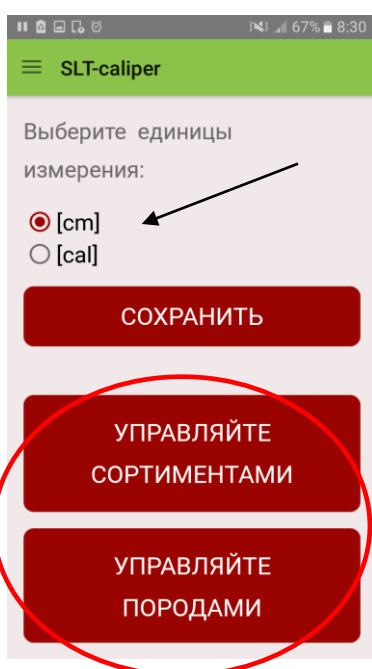 67% 8:30
SLT-caliper
Выберите единицы
измерения:
[cm]
[cal]
СОХРАНИТЬ
УПРАВЛЯЙТЕ
СОРТИМЕНТАМИ
УПРАВЛЯЙТЕ
ПОРОДАМИ